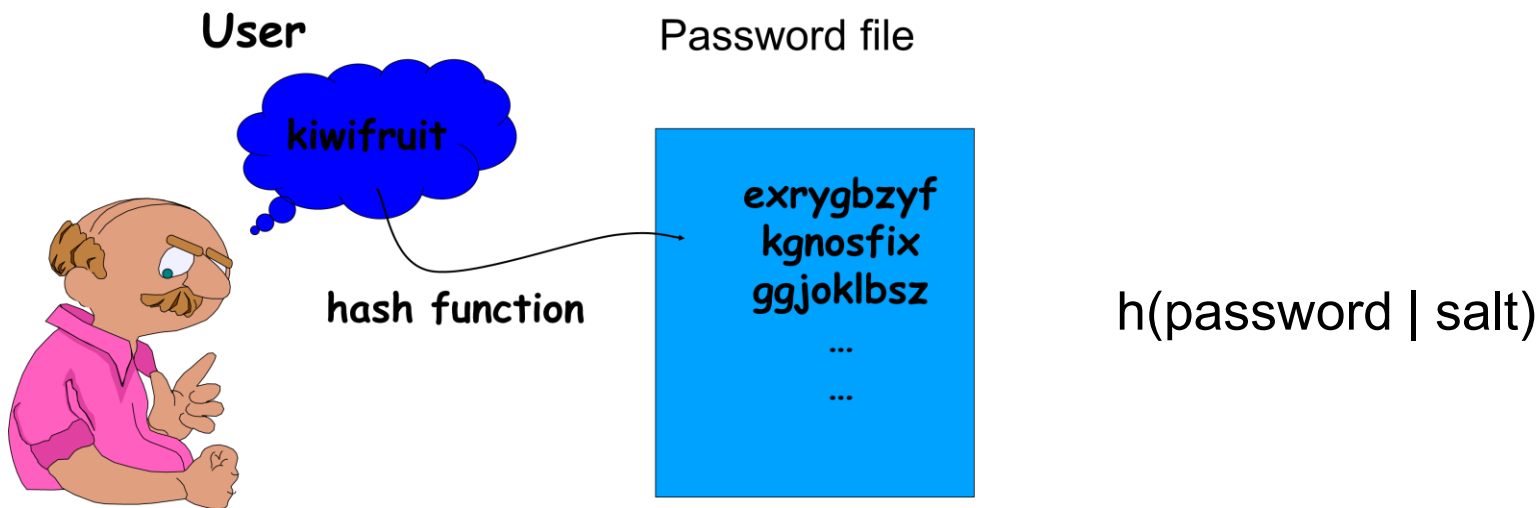 User
Password file
kiwifruit
exrygbzyf
kgnosfix
ggjoklbsz
...
...
hash function
h(password | salt)